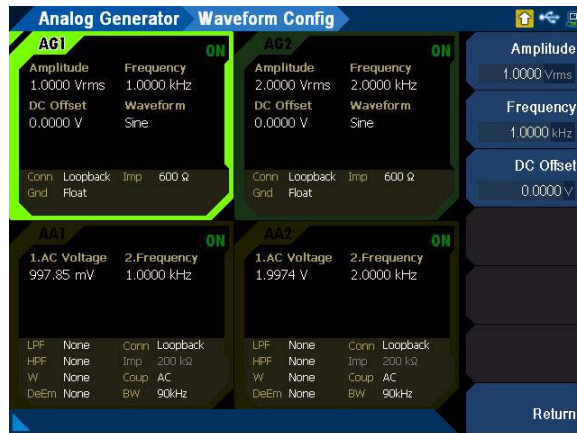 Analog Generator Waveform Config
AG1 ON
Amplitude Frequency
1.0000 Vrms 1.0000 kHz
DC Offset Waveform
0.0000 V Sine
Conn Loopback Imp 600 Ω
Gnd Float
AG2 ON
Amplitude Frequency
2.0000 Vrms 2.0000 kHz
DC Offset Waveform
0.0000 V Sine
Conn Loopback Imp 600 Ω
Gnd Float
AA1 ON
1.AC Voltage 2.Frequency
997.85 mV 1.0000 kHz
LPF None Conn Loopback
HPF None Imp 200 kΩ
W None Coup AC
DeEm None BW 90kHz
AA2 ON
1.AC Voltage 2.Frequency
1.9974 V 2.0000 kHz
LPF None Conn Loopback
HPF None Imp 200 kΩ
W None Coup AC
DeEm None BW 90kHz
Amplitude
1.0000 Vrms
Frequency
1.0000 kHz
DC Offset
0.0000 V
Return